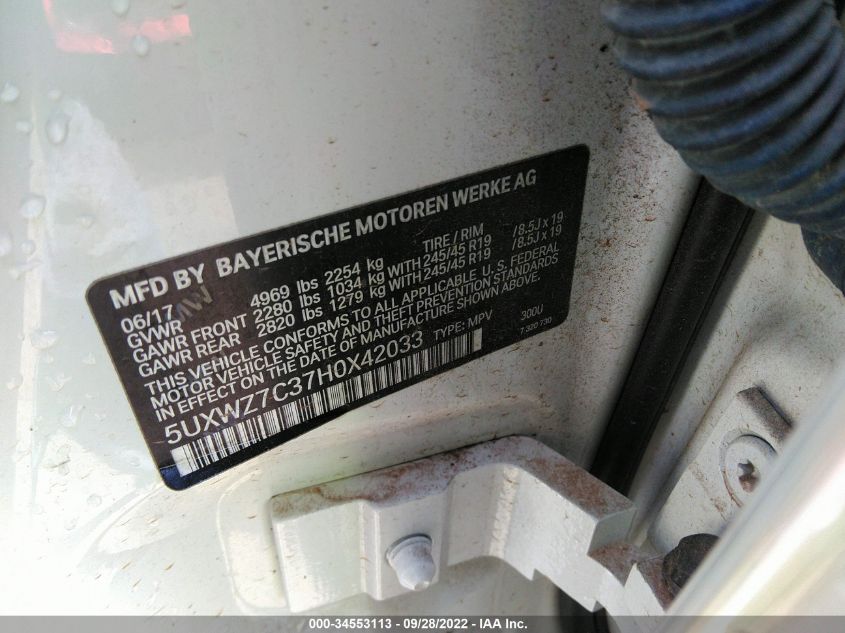 MFD BY BAYERISCHE MOTOREN WERKE AG
06/17
GVWR 4969 lbs 2254 kg TIRE / RIM
GAWR FRONT 2280 lbs 1034 kg WITH 245/45 R19 /8.5J x 19
GAWR REAR 2820 lbs 1279 kg WITH 245/45 R19 /8.5J x 19
THIS VEHICLE CONFORMS TO ALL APPLICABLE U. S. FEDERAL
MOTOR VEHICLE SAFETY AND THEFT PREVENTION STANDARDS
IN EFFECT ON THE DATE OF MANUFACTURE SHOWN ABOVE.
5UXWZ7C37H0X42033 TYPE: MPV 300U
7 320 730
000-34553113 - 09/28/2022 - IAA Inc.